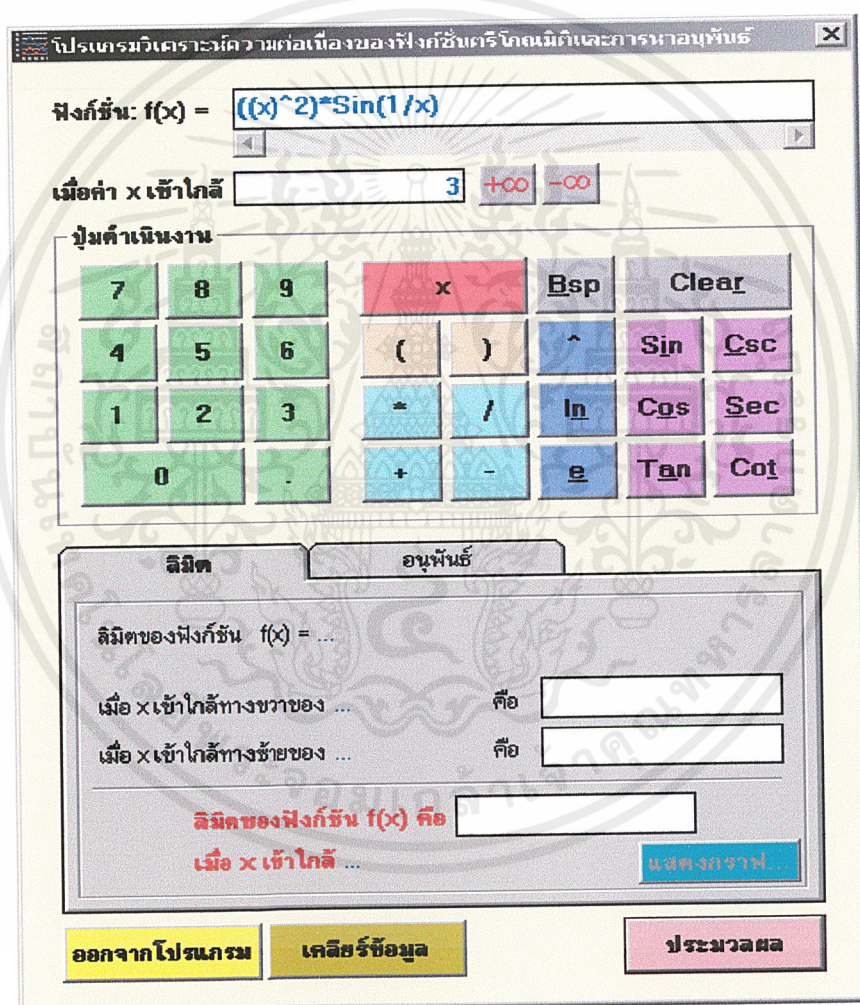 โปรแกรมวิเคราะห์ความต่อเนื่องของฟังก์ชั่นตรีโกณมิติและการหาอนุพันธ์
ฟังก์ชั่น: f(x) = ((x)^2)*Sin(1/x)
เมื่อค่า x เข้าใกล้ 3 +∞ -∞
ปุ่มดำเนินงาน
7 8 9 x Bsp Clear
4 5 6 ( ) ^ Sin Csc
1 2 3 * / ln Cos Sec
0 . + - e Tan Cot
ลิมิต อนุพันธ์
ลิมิตของฟังก์ชัน f(x) = ...
เมื่อ x เข้าใกล้ทางขวาของ ... คือ
เมื่อ x เข้าใกล้ทางซ้ายของ ... คือ
ลิมิตของฟังก์ชัน f(x) คือ
เมื่อ x เข้าใกล้ ...
แสดงกราฟ...
ออกจากโปรแกรม เคลียร์ข้อมูล ประมวลผล